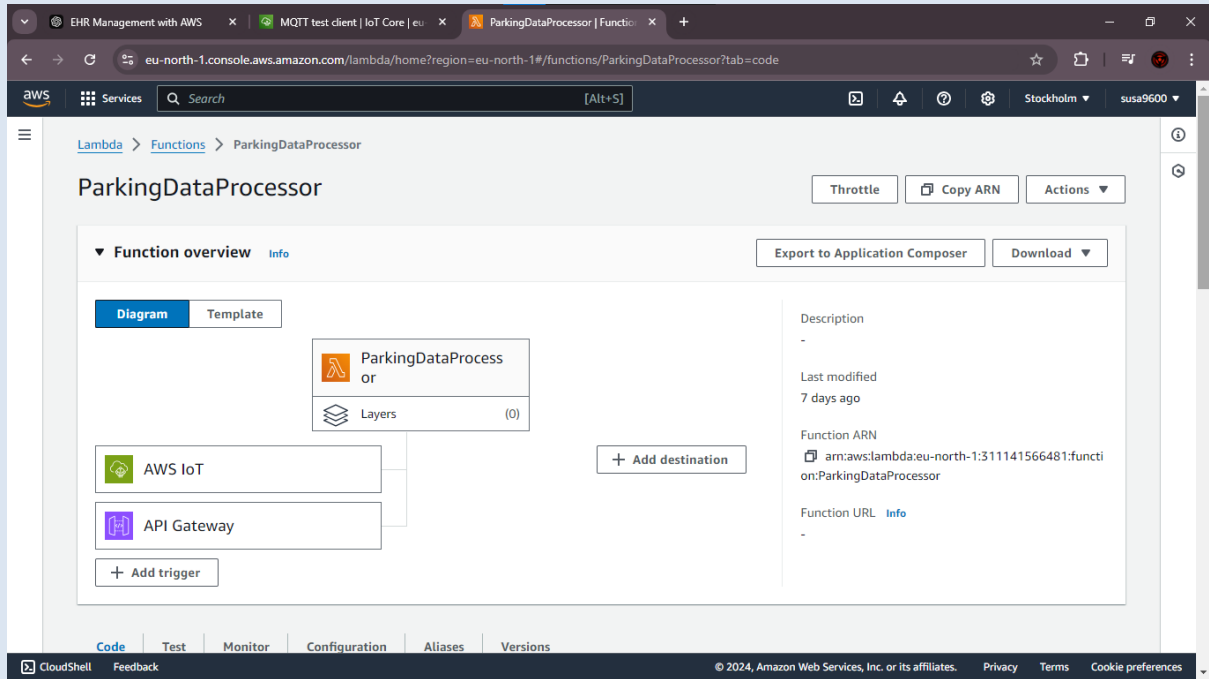 EHR Management with AWS
MQTT test client | IoT Core | eu-
ParkingDataProcessor | Function
eu-north-1.console.aws.amazon.com/lambda/home?region=eu-north-1#/functions/ParkingDataProcessor?tab=code
aws
Services
Search
[Alt+S]
Stockholm
susa9600
Lambda > Functions > ParkingDataProcessor
ParkingDataProcessor
Throttle
Copy ARN
Actions
Function overview Info
Export to Application Composer
Download
Diagram
Template
ParkingDataProcess
or
Layers (0)
AWS IoT
API Gateway
+ Add trigger
+ Add destination
Description
-
Last modified
7 days ago
Function ARN
arn:aws:lambda:eu-north-1:311141566481:functi
on:ParkingDataProcessor
Function URL Info
-
Code Test Monitor Configuration Aliases Versions
CloudShell Feedback © 2024, Amazon Web Services, Inc. or its affiliates. Privacy Terms Cookie preferences